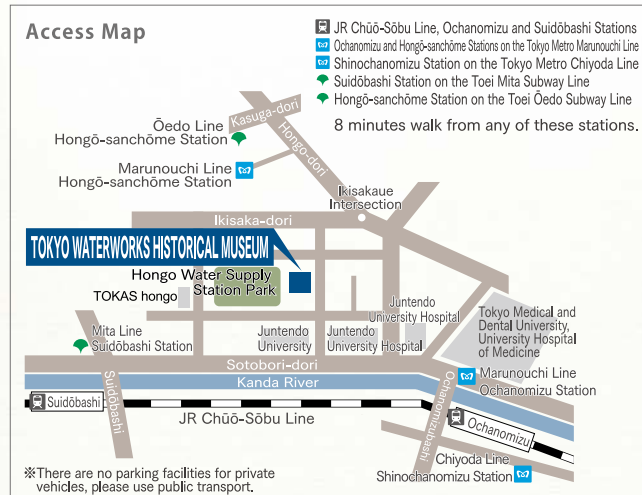 Access Map
JR Chūō-Sōbu Line, Ochanomizu and Suidōbashi Stations
Ochanomizu and Hongō-sanchōme Stations on the Tokyo Metro Marunouchi Line
Shinochanomizu Station on the Tokyo Metro Chiyoda Line
Suidōbashi Station on the Toei Mita Subway Line
Hongō-sanchōme Station on the Toei Ōedo Subway Line
8 minutes walk from any of these stations.
Kasuga-dori
Ōedo Line
Hongō-sanchōme Station
Hongo-dori
Marunouchi Line
Hongō-sanchōme Station
Ikisakaue
Intersection
Ikisaka-dori
TOKYO WATERWORKS HISTORICAL MUSEUM
Hongo Water Supply
Station Park
TOKAS hongo
Juntendo
University Hospital
Tokyo Medical and
Dental University,
University Hospital
of Medicine
Mita Line
Suidōbashi Station
Juntendo
University
Juntendo
University Hospital
Sotobori-dori
Marunouchi Line
Ochanomizu Station
Kanda River
Suidōbashi
Suidōbashi
Ochanomizubashi
JR Chūō-Sōbu Line
Ochanomizu
Chiyoda Line
Shinochanomizu Station
※There are no parking facilities for private
vehicles, please use public transport.